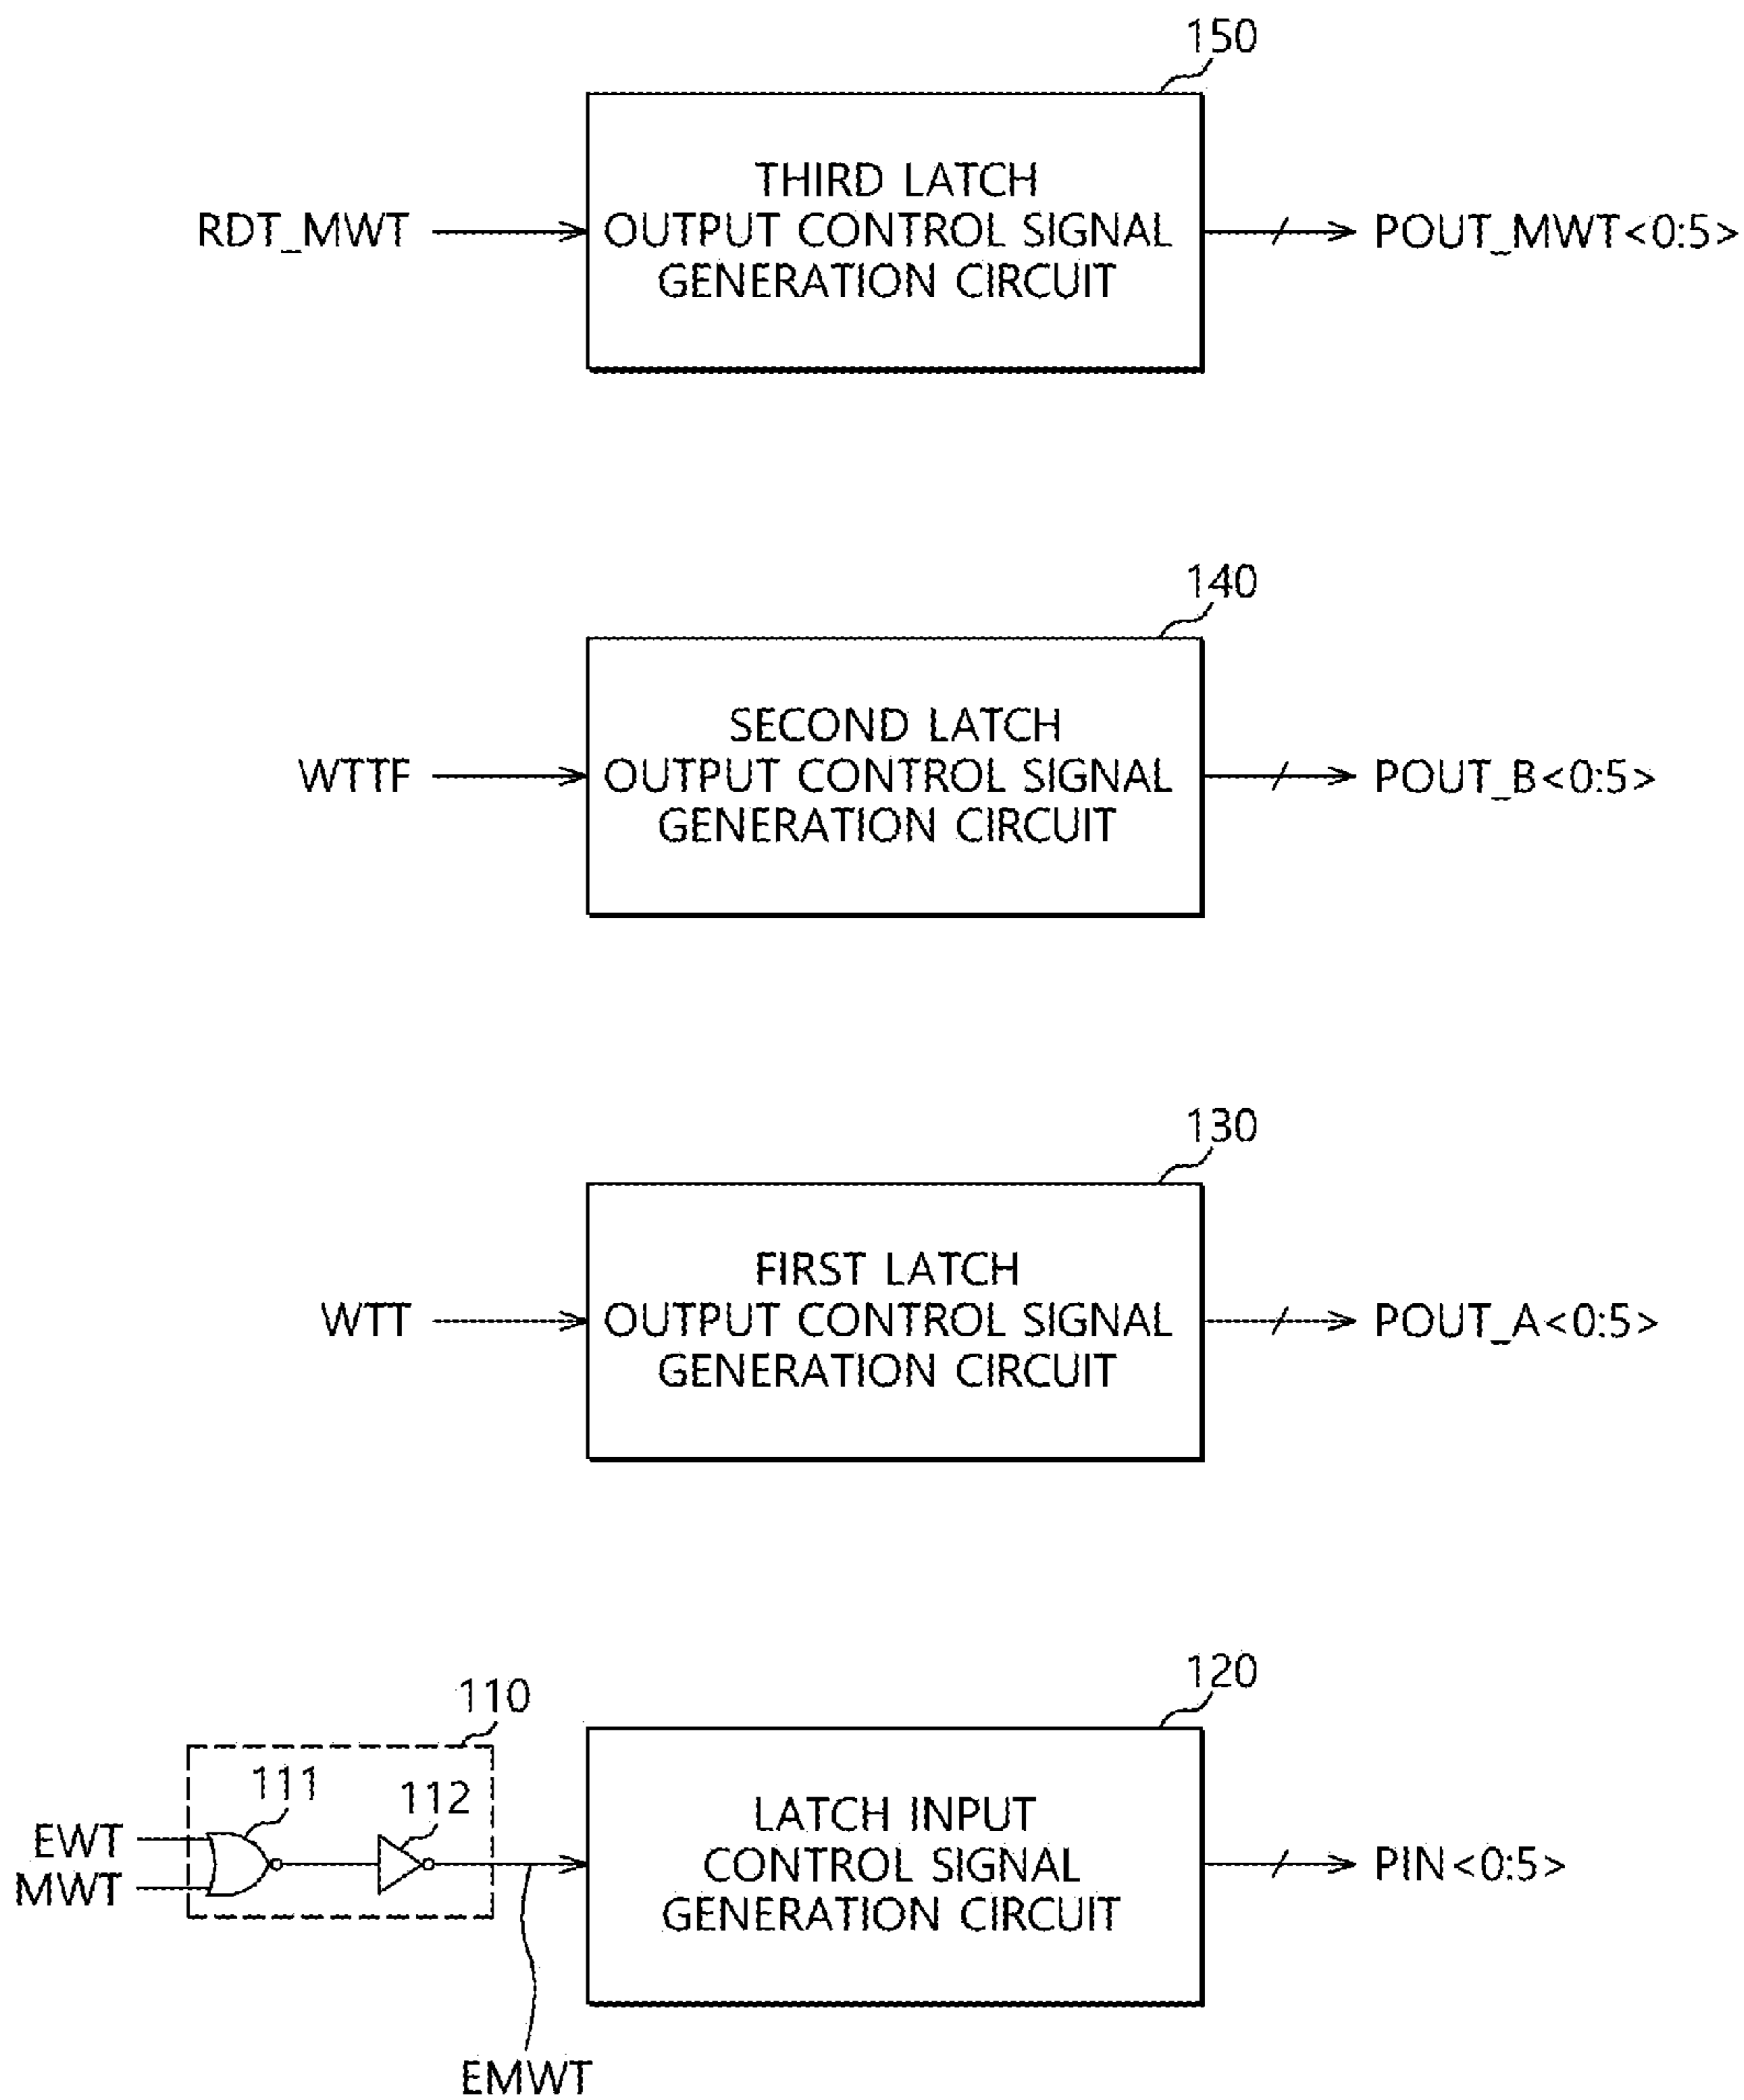 150
THIRD LATCH
RDT_MWT
OUTPUT CONTROL SIGNAL
POUT_MWT<0:5>
GENERATION CIRCUIT
140
SECOND LATCH
WTTF
OUTPUT CONTROL SIGNAL
POUT_B<0:5>
GENERATION CIRCUIT
130
FIRST LATCH
WTT
OUTPUT CONTROL SIGNAL
POUT_A<0:5>
GENERATION CIRCUIT
120
110
111
112
EWT
MWT
LATCH INPUT
CONTROL SIGNAL
GENERATION CIRCUIT
PIN<0:5>
EMWT